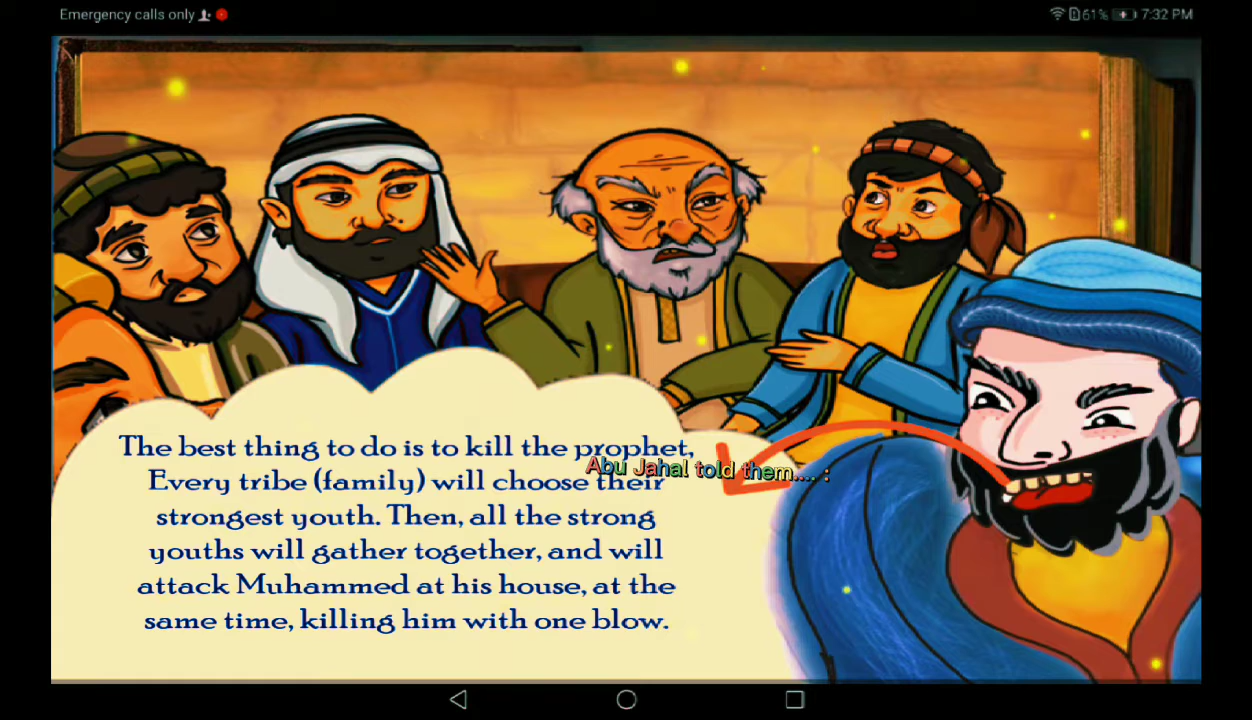 Emergency calls only
61% 7:32 PM
The best thing to do is to kill the prophet,
Abu Jahal told them.... :
Every tribe (family) will choose their
strongest youth. Then, all the strong
youths will gather together, and will
attack Muhammed at his house, at the
same time, killing him with one blow.